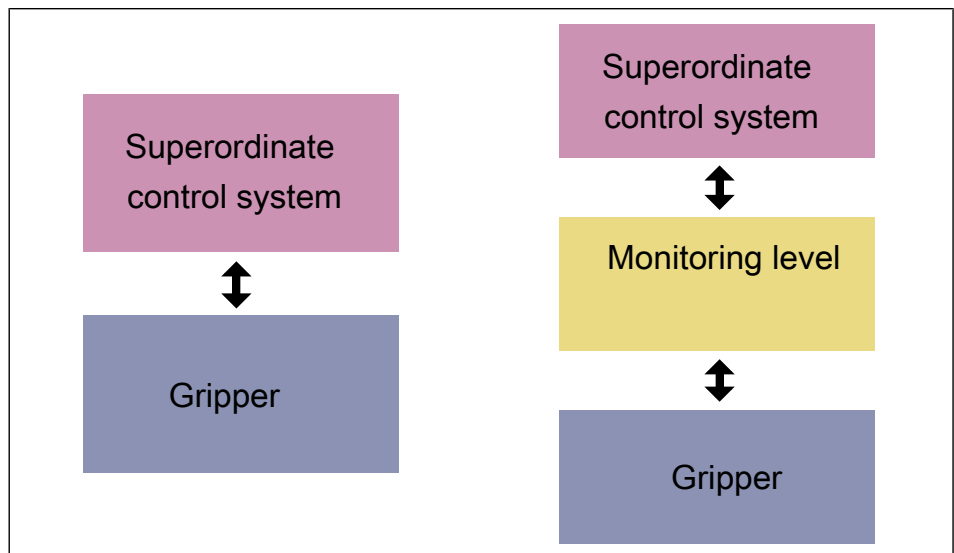 Superordinate
control system
Gripper
Superordinate
control system
Monitoring level
Gripper